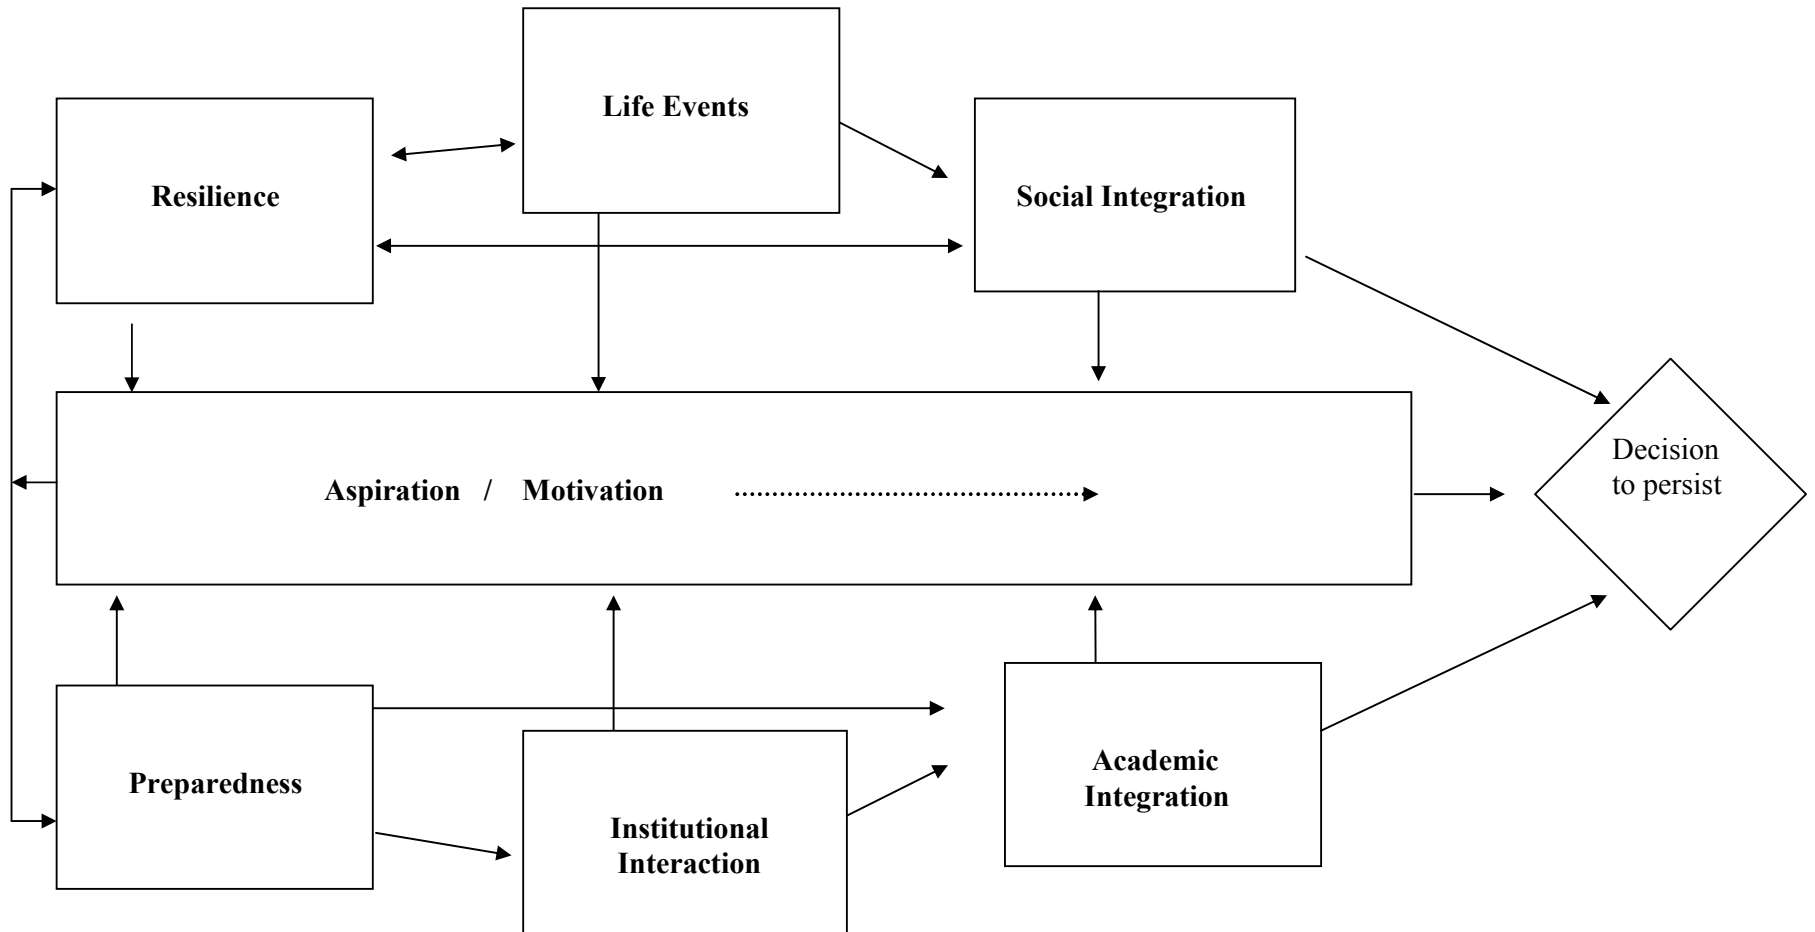 Life Events
Resilience
Social Integration
Decision
to persist
Aspiration / Motivation
Preparedness
Academic
Integration
Institutional
Interaction